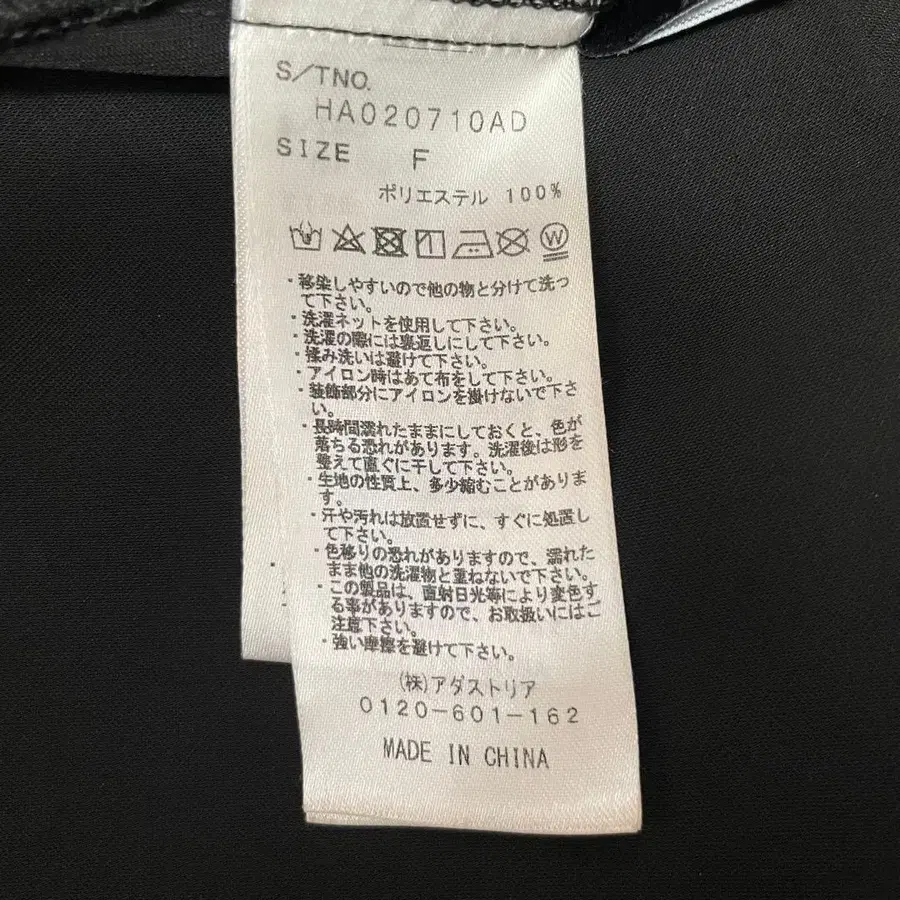 S/TNO.
HA020710AD
SIZE F
ポリエステル 100%
W
・移染しやすいので他の物と分けて洗っ
て下さい。
・洗濯ネットを使用して下さい。
・洗濯の際には裏返しにして下さい。
・揉み洗いは避けて下さい。
・アイロン時はあて布をして下さい。
・装飾部分にアイロンを掛けないで下さ
い。
・長時間濡れたままにしておくと、色が
落ちる恐れがあります。洗濯後は形を
整えて直ぐに干して下さい。
・生地の性質上、多少縮むことがありま
す。
・汗や汚れは放置せずに、すぐに処置し
て下さい。
・色移りの恐れがありますので、濡れた
まま他の洗濯物と重ねないで下さい。
・この製品は、直射日光等により変色す
る事がありますので、お取扱いにはご
注意下さい。
・強い摩擦を避けて下さい。
(株)アダストリア
0120-601-162
MADE IN CHINA